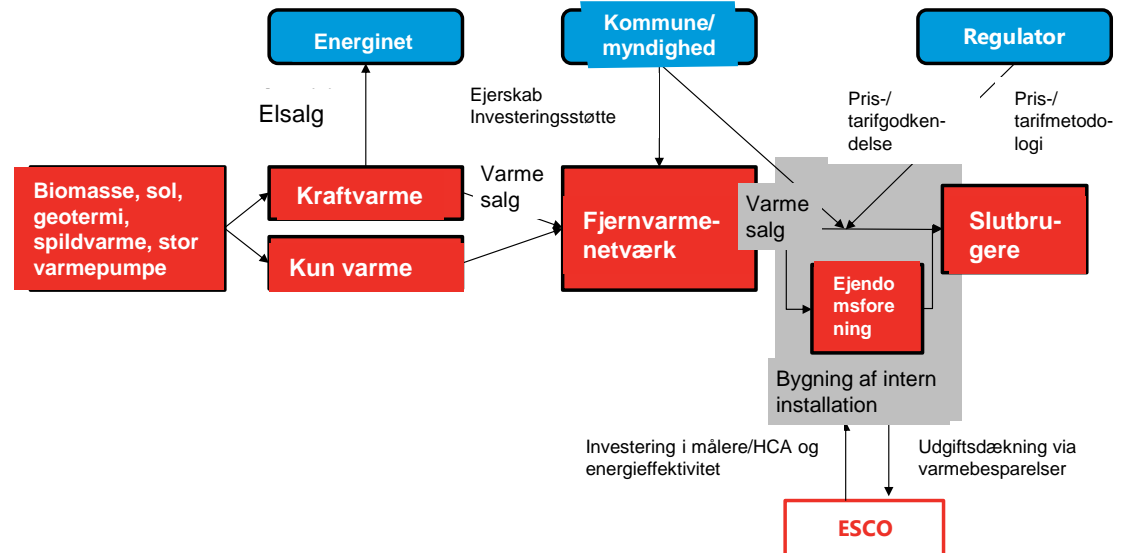 Energinet
Kommune/
myndighed
Regulator
Elsalg
Ejerskab
Investeringsstøtte
Pris-/
tarifgodken-
delse
Pris-/
tarifmetodo-
logi
Biomasse, sol,
geotermi,
spildvarme, stor
varmepumpe
Kraftvarme
Kun varme
Varme
salg
Fjernvarme-
netværk
Varme
salg
Slutbru-
gere
Ejendo
msfore
ning
Bygning af intern
installation
Investering i målere/HCA og
energieffektivitet
Udgiftsdækning via
varmebesparelser
ESCO